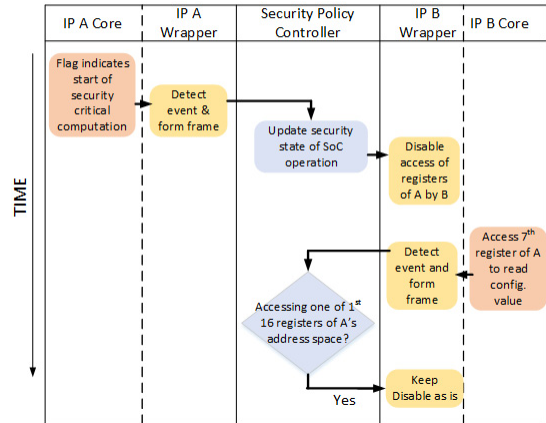 IP A Core
IP A
Wrapper
Security Policy
Controller
IP B
Wrapper
IP B Core
TIME
Flag indicates
start of
security
critical
computation
Detect
event &
form frame
Update security
state of SoC
operation
Disable
access of
registers
of A by B
Access 7th
register of A
to read
config.
value
Detect
event and
form
frame
Accessing one of 1st
16 registers of A's
address space?
Yes
Keep
Disable as is